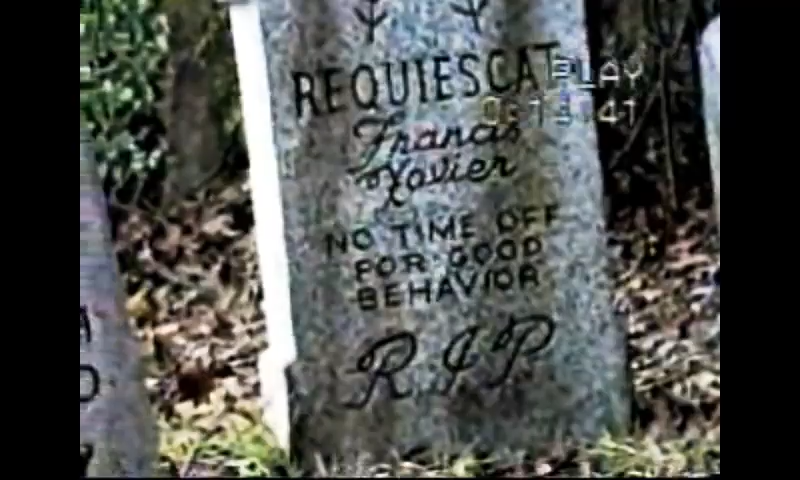 REQUIESCAT
PLAY
Francis
Xavier
NO TIME OFF
FOR GOOD
BEHAVIOR
R.I.P